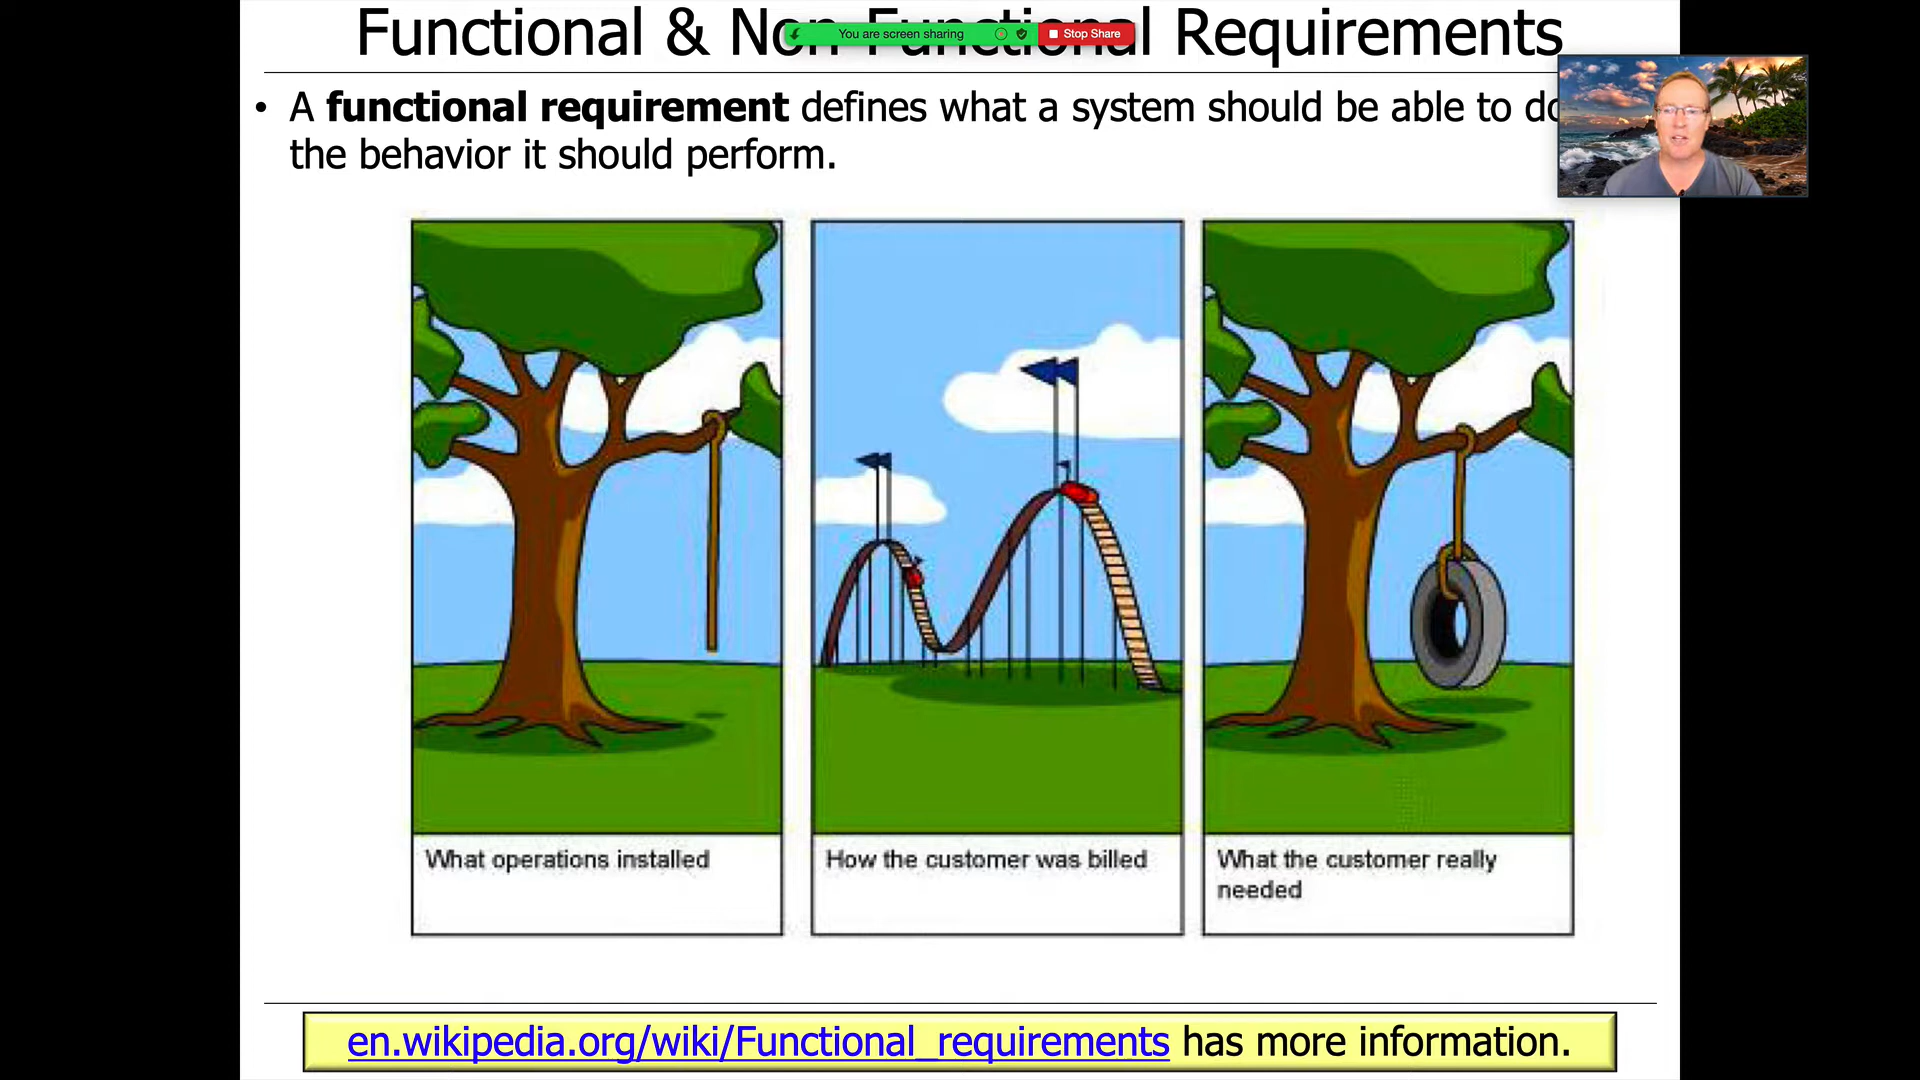 Functional & Non-Functional Requirements
You are screen sharing
Stop Share
• A functional requirement defines what a system should be able to do
the behavior it should perform.
What operations installed
How the customer was billed
What the customer really
needed
en.wikipedia.org/wiki/Functional_requirements has more information.